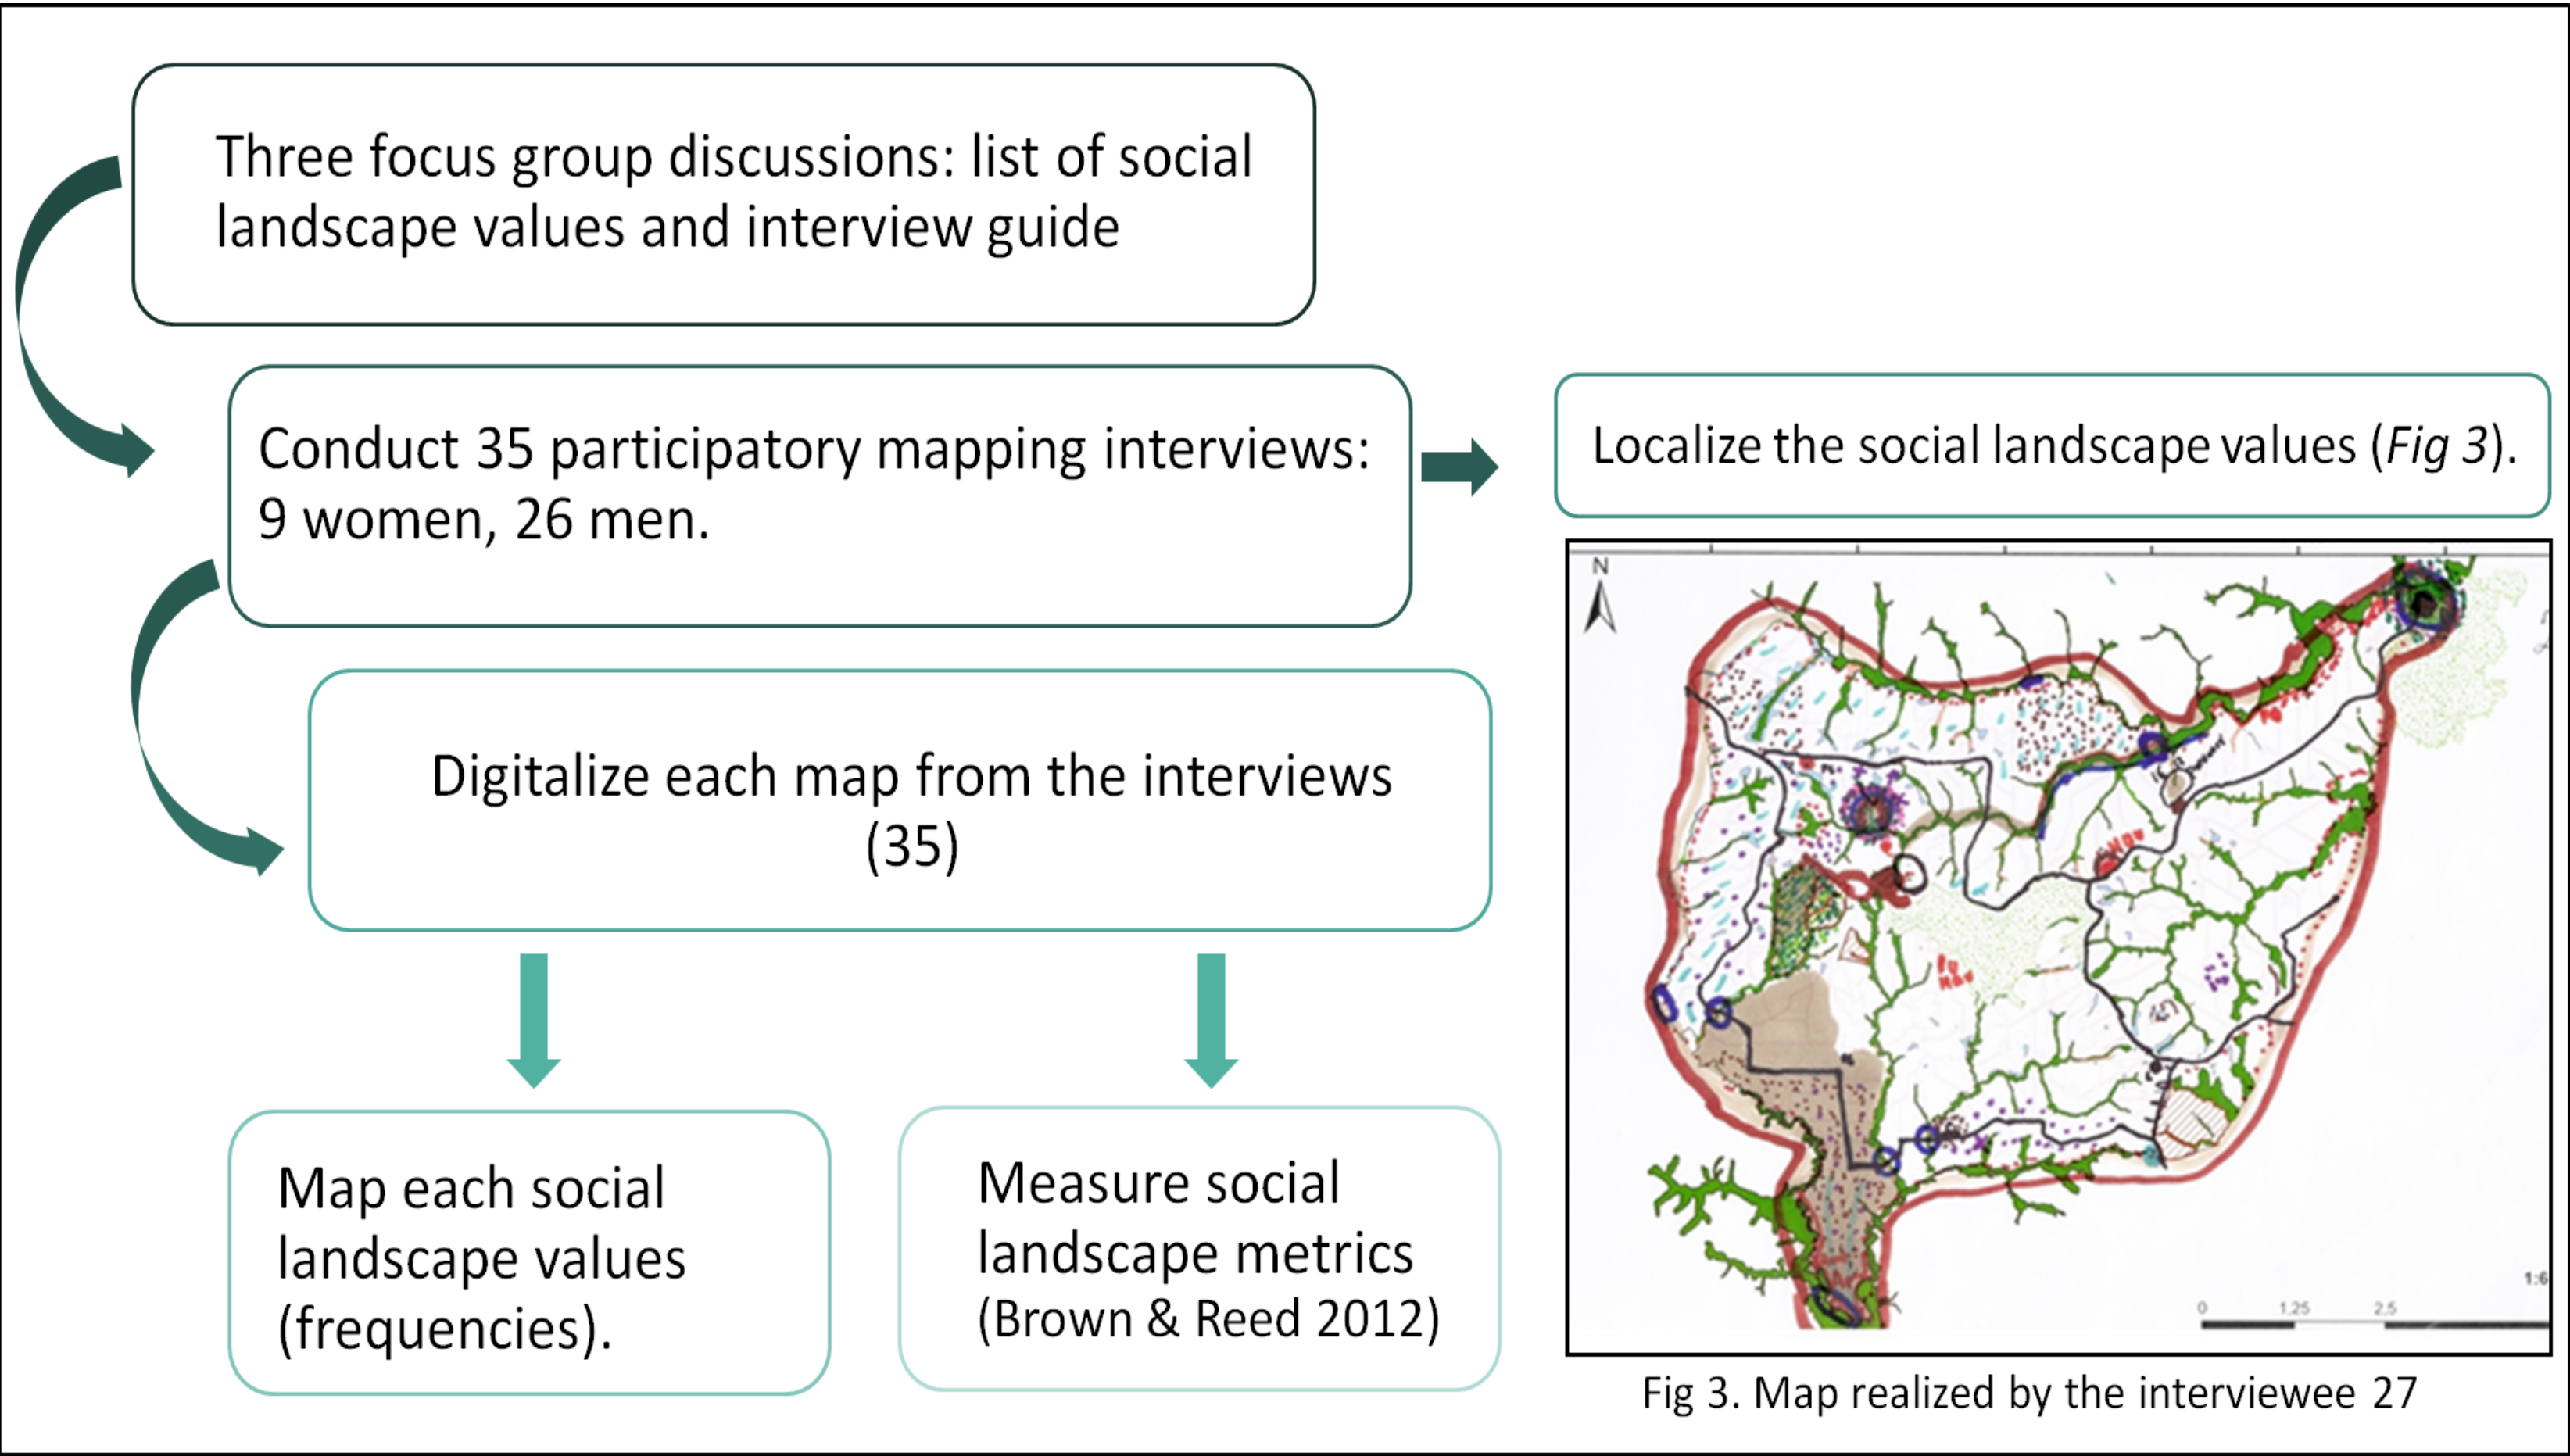 Three focus group discussions: list of social
landscape values and interview guide
Conduct 35 participatory mapping interviews:
9 women, 26 men.
Localize the social landscape values (Fig 3).
Digitalize each map from the interviews
(35)
Map each social
landscape values
(frequencies).
Measure social
landscape metrics
(Brown & Reed 2012)
N
1:6
0 1,25 2,5
Fig 3. Map realized by the interviewee 27